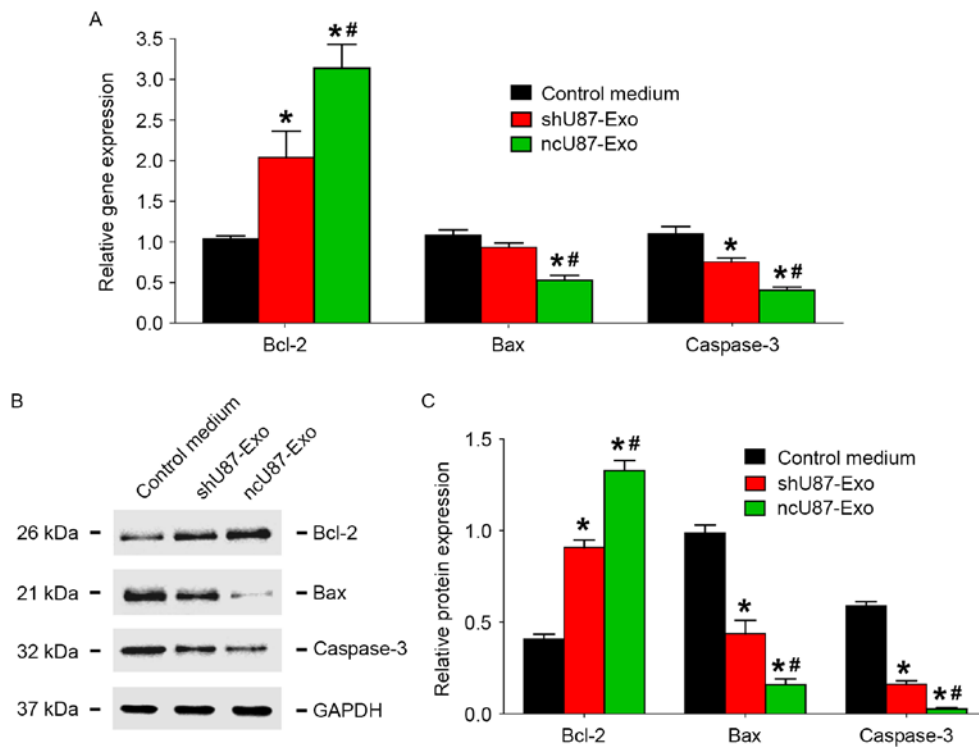 A
Relative gene expression
3.5
3.0
2.5
2.0
1.5
1.0
0.5
0.0
*
*#
*#
*
*#
Control medium
shU87-Exo
ncU87-Exo
Bcl-2
Bax
Caspase-3
B
Control medium
shU87-Exo
ncU87-Exo
26 kDa
Bcl-2
21 kDa
Bax
32 kDa
Caspase-3
37 kDa
GAPDH
C
Relative protein expression
1.5
1.0
0.5
0.0
*
*#
*
*#
*
*#
Control medium
shU87-Exo
ncU87-Exo
Bcl-2
Bax
Caspase-3